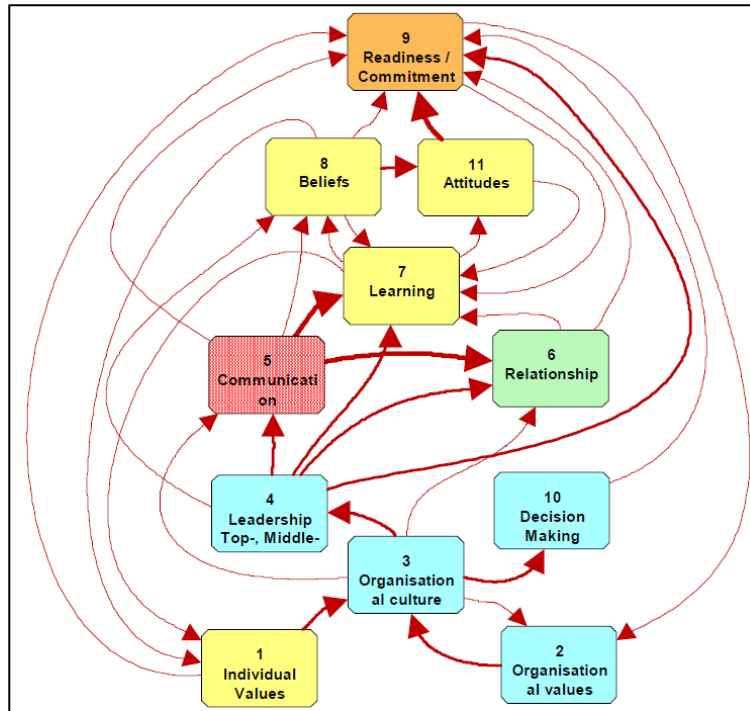 9
Readiness /
Commitment
8
Beliefs
11
Attitudes
7
Learning
5
Communicati
on
6
Relationship
4
Leadership
Top-, Middle-
10
Decision
Making
3
Organisation
al culture
1
Individual
Values
2
Organisation
al values